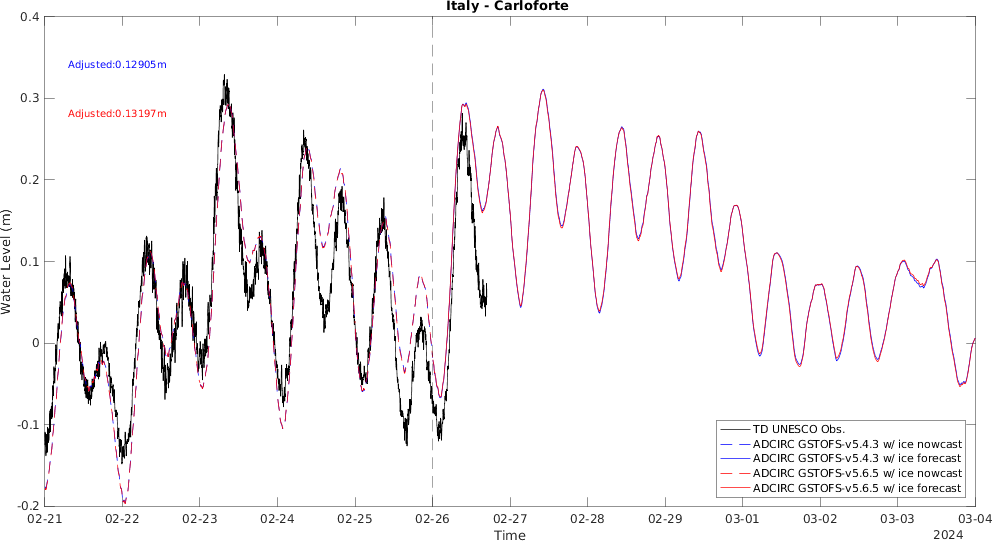 Italy - Carloforte
0.4
0.3
0.2
0.1
0
-0.1
-0.2
Water Level (m)
Adjusted:0.12905m
Adjusted:0.13197m
TD UNESCO Obs.
ADCIRC GSTOFS-v5.4.3 w/ ice nowcast
ADCIRC GSTOFS-v5.4.3 w/ ice forecast
ADCIRC GSTOFS-v5.6.5 w/ ice nowcast
ADCIRC GSTOFS-v5.6.5 w/ ice forecast
02-21 02-22 02-23 02-24 02-25 02-26 02-27 02-28 02-29 03-01 03-02 03-03 03-04
Time
2024